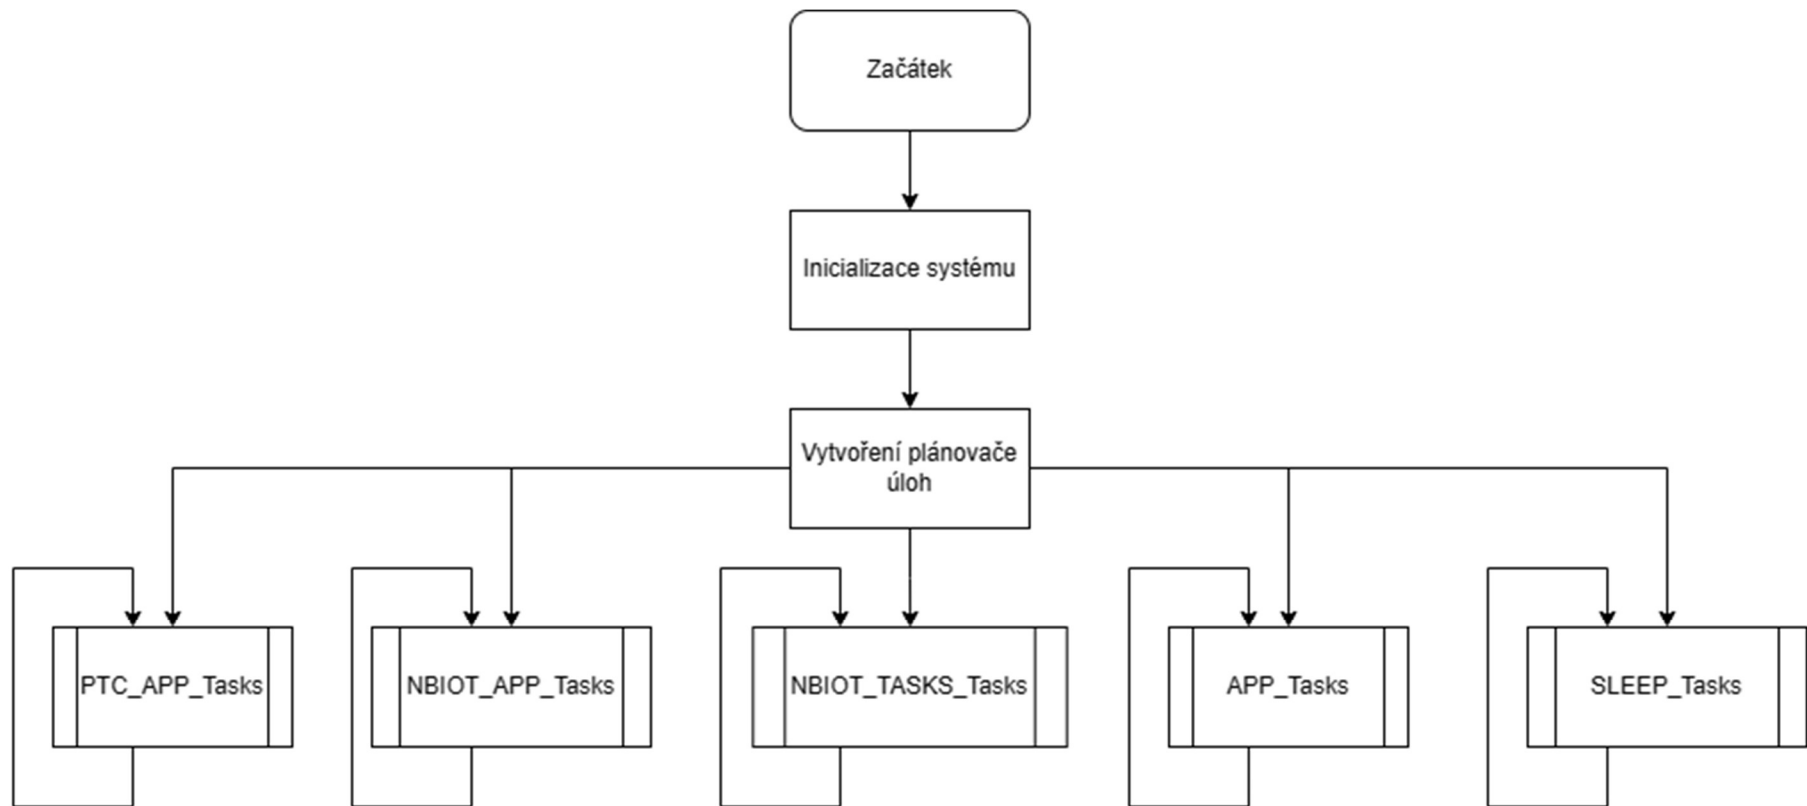 Začátek
Inicializace systému
Vytvoření plánovače
úloh
PTC_APP_Tasks
NBIOT_APP_Tasks
NBIOT_TASKS_Tasks
APP_Tasks
SLEEP_Tasks